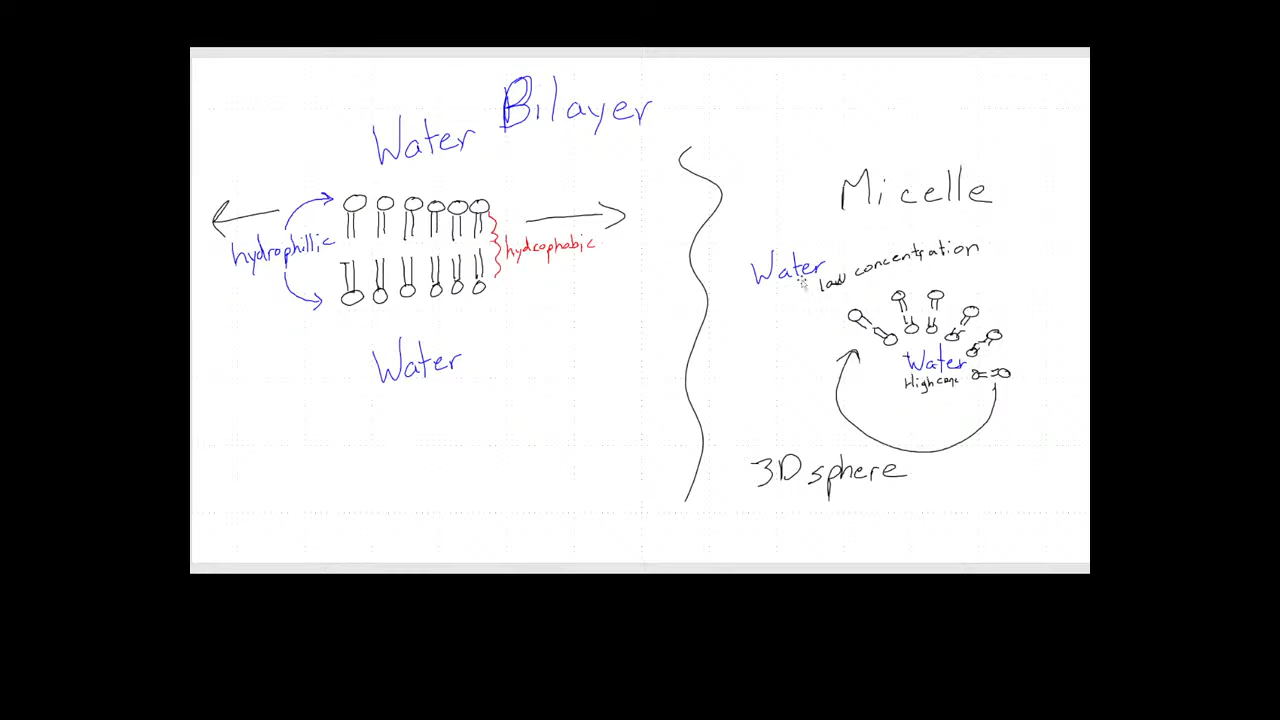 Bilayer
Water
hydrophillic
hydrophobic
Water
Micelle
Water
low concentration
Water
High conc
3D sphere